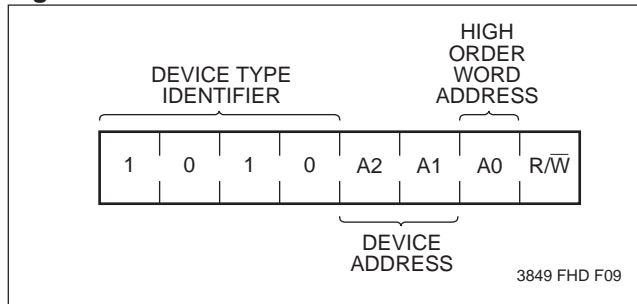 HIGH
ORDER
WORD
ADDRESS
DEVICE TYPE
IDENTIFIER
1 0 1 0 A2 A1 A0 R/W̅
DEVICE
ADDRESS
3849 FHD F09